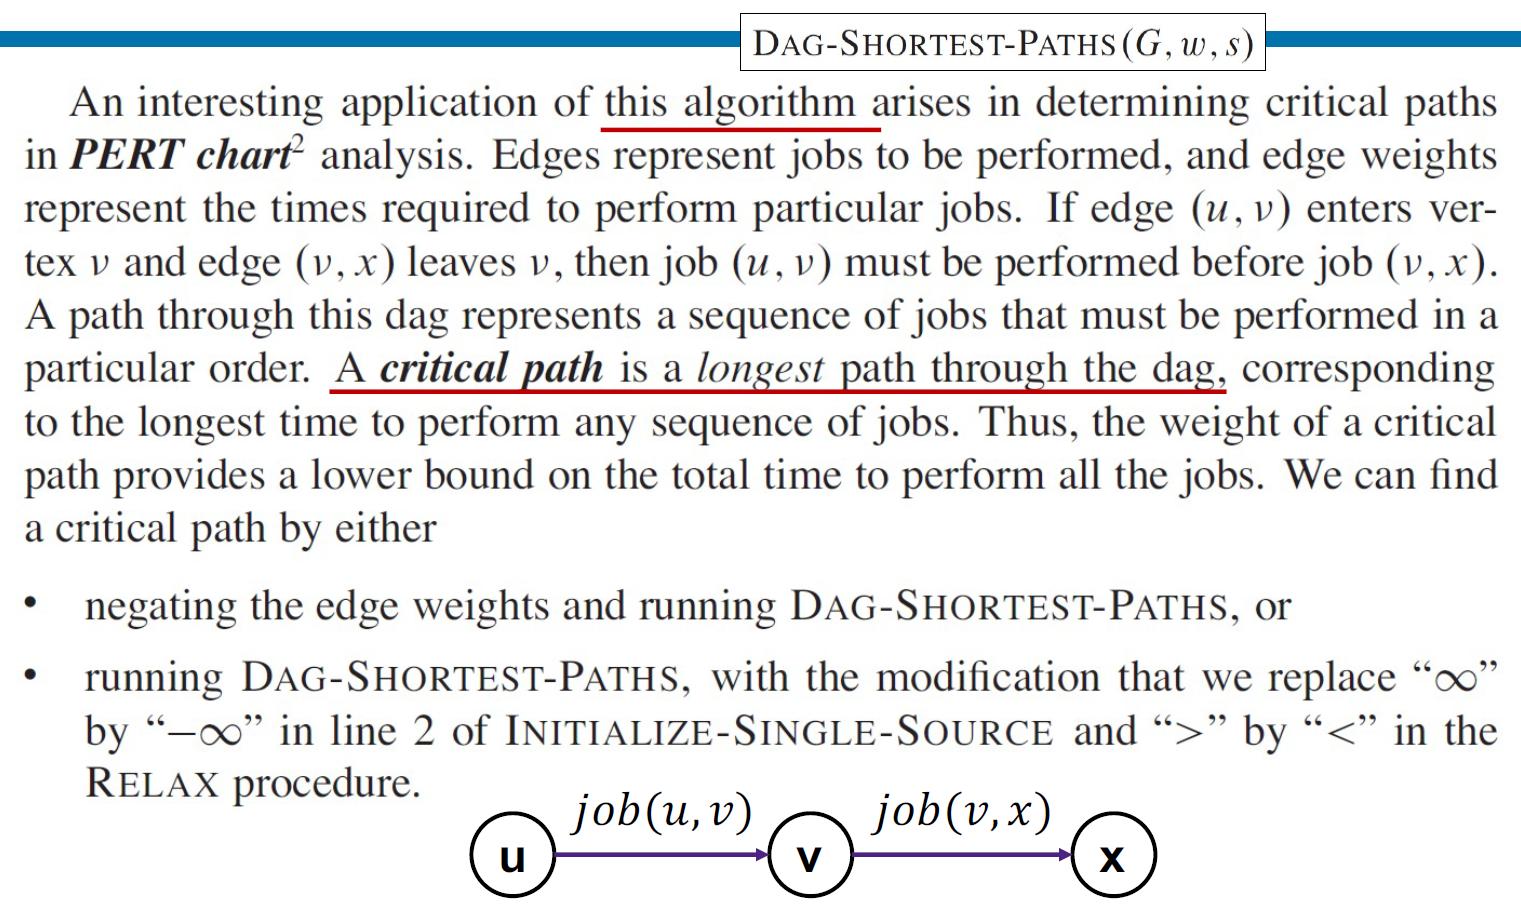 DAG-SHORTEST-PATHS(G, w, s)
An interesting application of this algorithm arises in determining critical paths
in PERT chart² analysis. Edges represent jobs to be performed, and edge weights
represent the times required to perform particular jobs. If edge (u, v) enters ver-
tex v and edge (v, x) leaves v, then job (u, v) must be performed before job (v, x).
A path through this dag represents a sequence of jobs that must be performed in a
particular order. A critical path is a longest path through the dag, corresponding
to the longest time to perform any sequence of jobs. Thus, the weight of a critical
path provides a lower bound on the total time to perform all the jobs. We can find
a critical path by either
• negating the edge weights and running DAG-SHORTEST-PATHS, or
• running DAG-SHORTEST-PATHS, with the modification that we replace “∞”
by “−∞” in line 2 of INITIALIZE-SINGLE-SOURCE and “>” by “<” in the
RELAX procedure.
job(u, v) job(v, x)
u v x